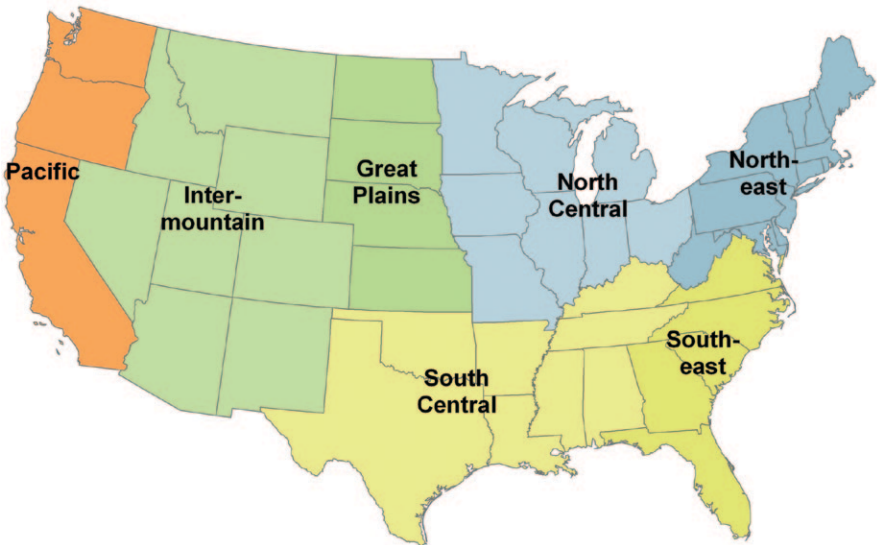 Pacific
Inter-
mountain
Great
Plains
North
Central
North-
east
South
Central
South-
east